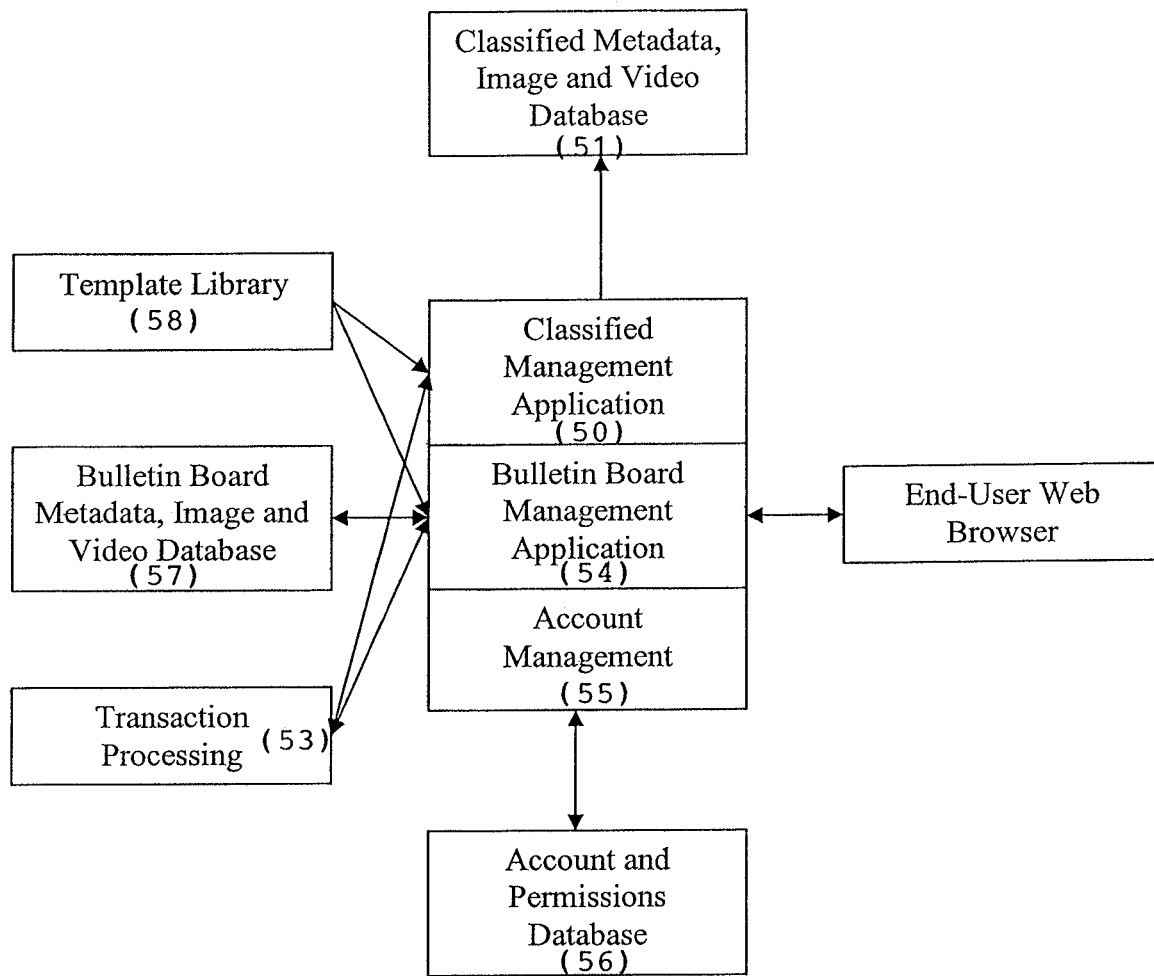 Classified Metadata,
Image and Video
Database
(51)
Template Library
(58)
Classified
Management
Application
(50)
Bulletin Board
Metadata, Image and
Video Database
(57)
Bulletin Board
Management
Application
(54)
End-User Web
Browser
Account
Management
(55)
Transaction
Processing (53)
Account and
Permissions
Database
(56)